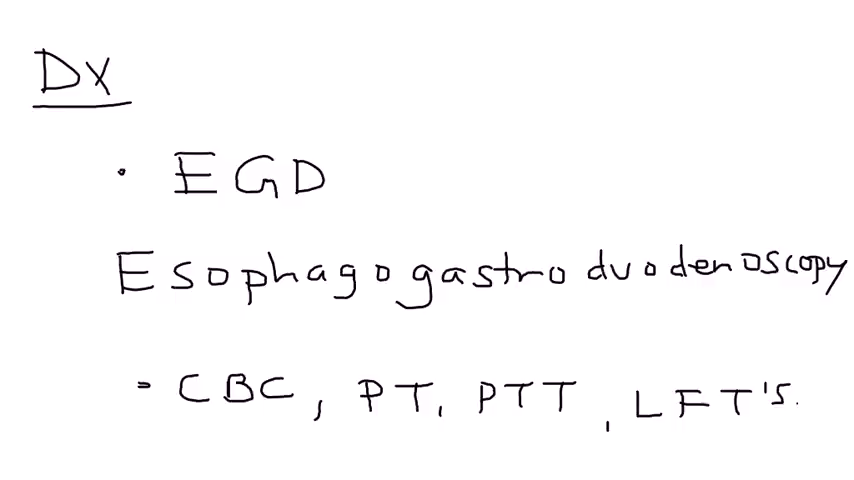 DX
• EGD
Esophagogastroduodenoscopy
- CBC, PT, PTT, LFT's.